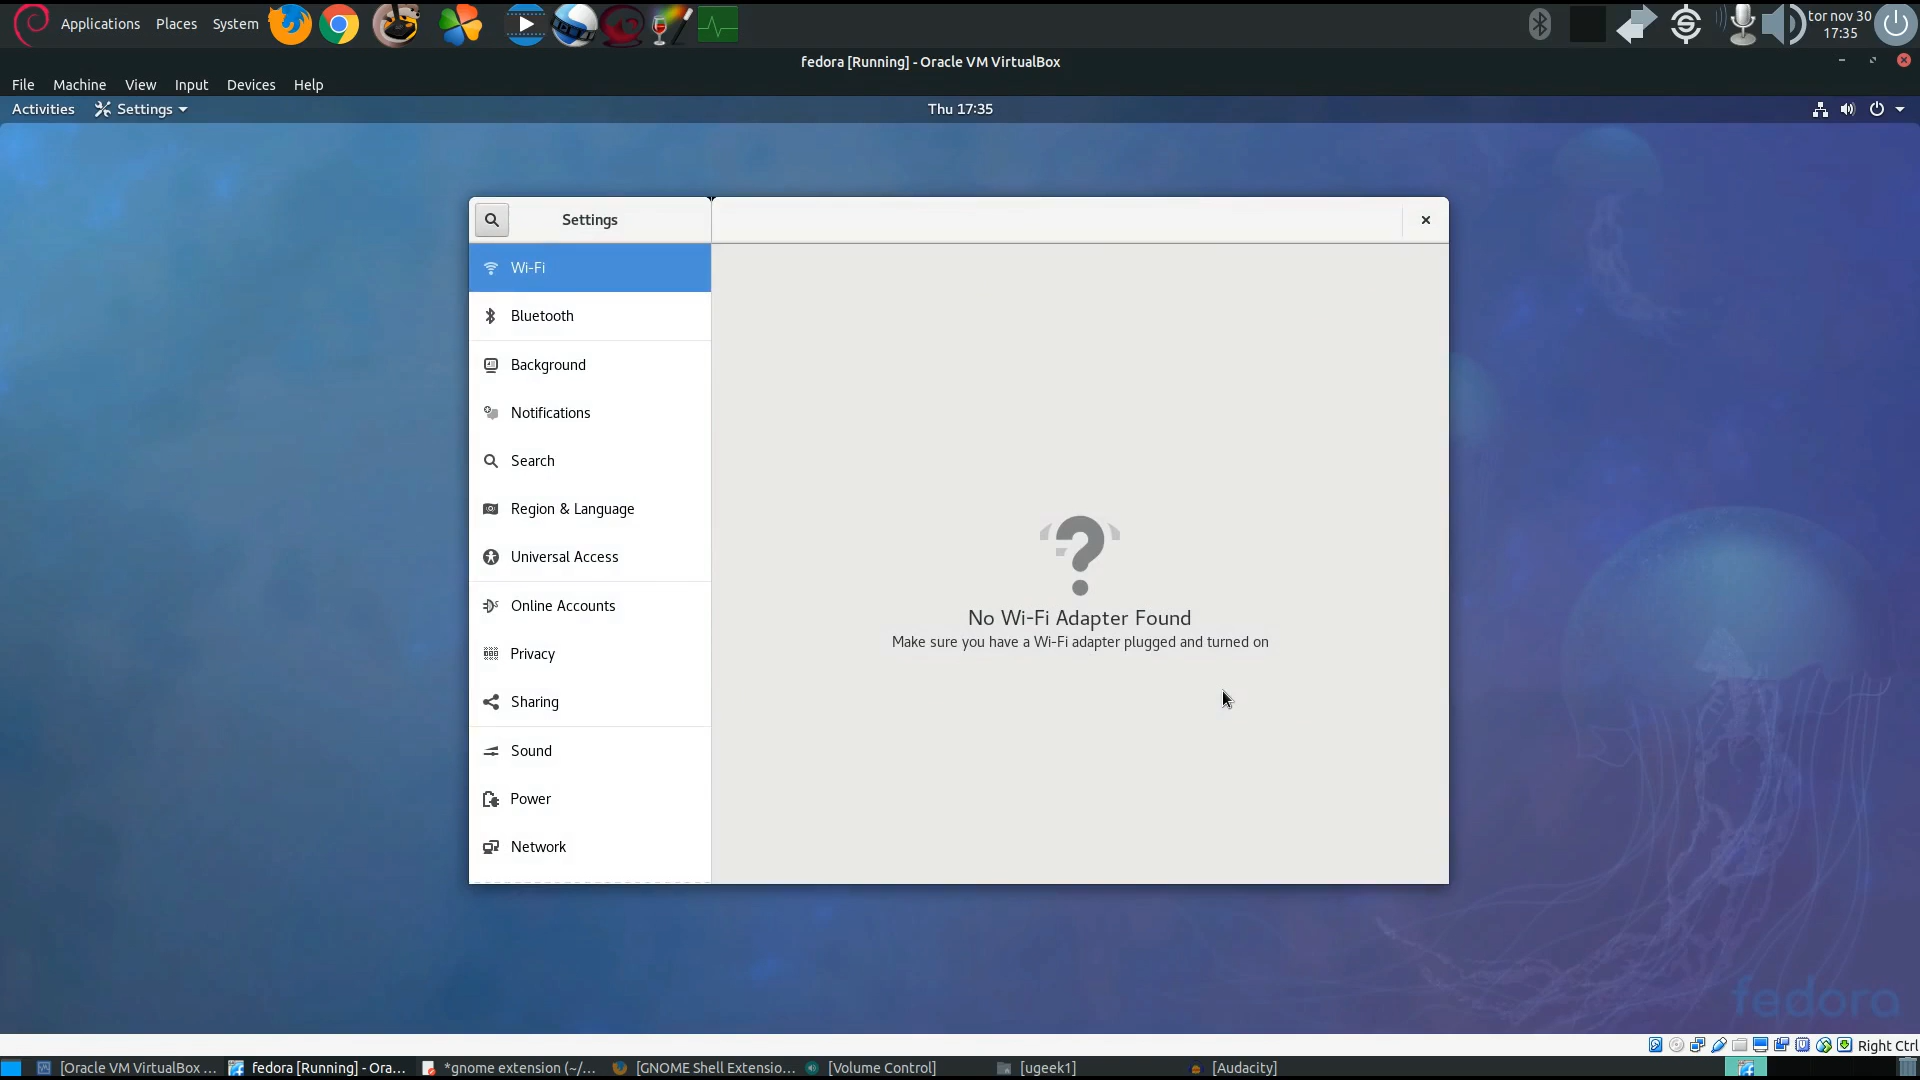 Applications Places System
tor nov 30
17:35
fedora [Running] - Oracle VM VirtualBox
File Machine View Input Devices Help
Activities Settings
Thu 17:35
Settings
Wi-Fi
Bluetooth
Background
Notifications
Search
Region & Language
Universal Access
Online Accounts
Privacy
Sharing
Sound
Power
Network
No Wi-Fi Adapter Found
Make sure you have a Wi-Fi adapter plugged and turned on
fedora
Right Ctrl
[Oracle VM VirtualBox ... fedora [Running] - Ora... *gnome extension (~/... [GNOME Shell Extensio... [Volume Control] [ugeek1] [Audacity]